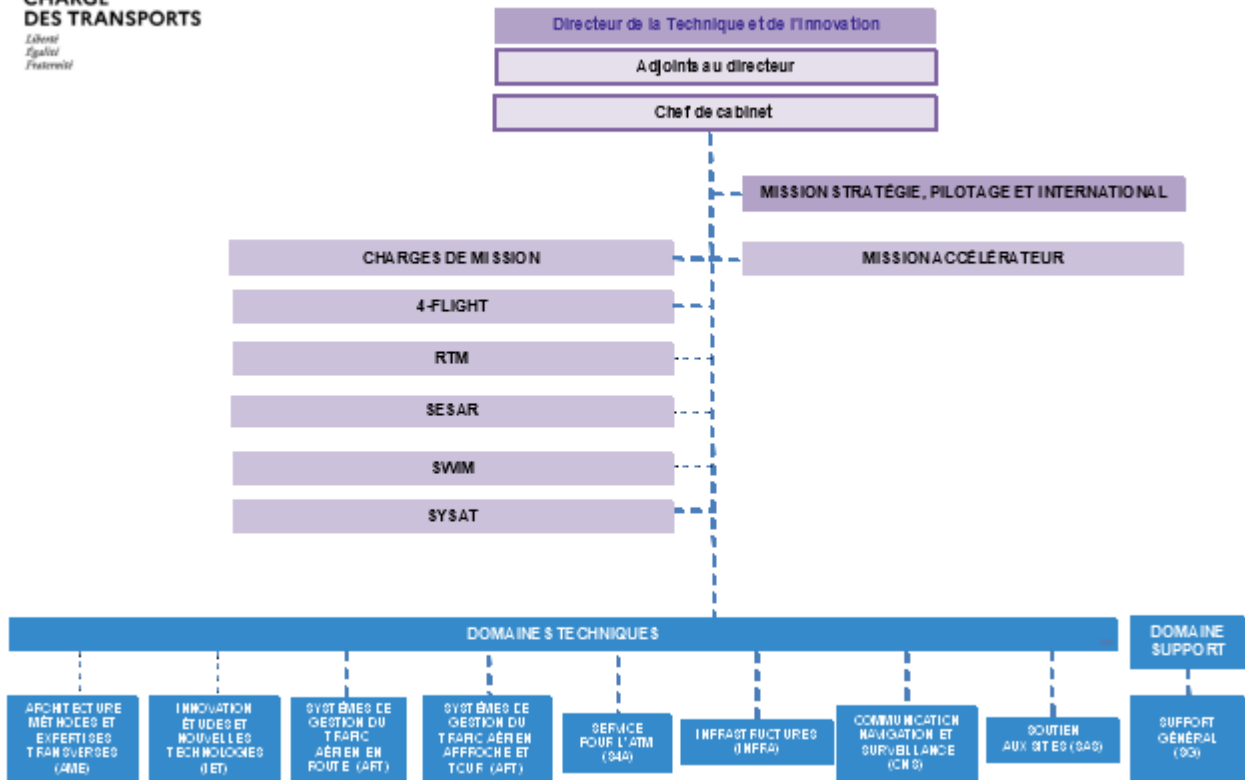 CHARGÉ
DES TRANSPORTS
Liberté
Égalité
Fraternité
Directeur de la Technique et de l'Innovation
Adjoints au directeur
Chef de cabinet
MISSION STRATÉGIE, PILOTAGE ET INTERNATIONAL
CHARGES DE MISSION
MISSION ACCÉLÉRATEUR
4-FLIGHT
RTM
SESAR
SWIM
SYSAT
DOMAINES TECHNIQUES
DOMAINE
SUPPORT
ARCHITECTURE
MÉTHODES ET
EXPERTISES
TRANSVERSES
(AME)
INNOVATION
ÉTUDES ET
NOUVELLES
TECHNOLOGIES
(IET)
SYSTÈMES DE
GESTION DU
TRAFIC
AÉRIEN EN
ROUTE (AFT)
SYSTÈMES DE
GESTION DU
TRAFIC AÉRIEN
APPROCHE ET
TOUR (AFT)
SERVICE
POUR L'ATM
(S4A)
INFRASTRUCTURES
(INFRA)
COMMUNICATION
NAVIGATION ET
SURVEILLANCE
(CNS)
SOUTIEN
AUX SITES (SAS)
SUPPORT
GÉNÉRAL
(SG)